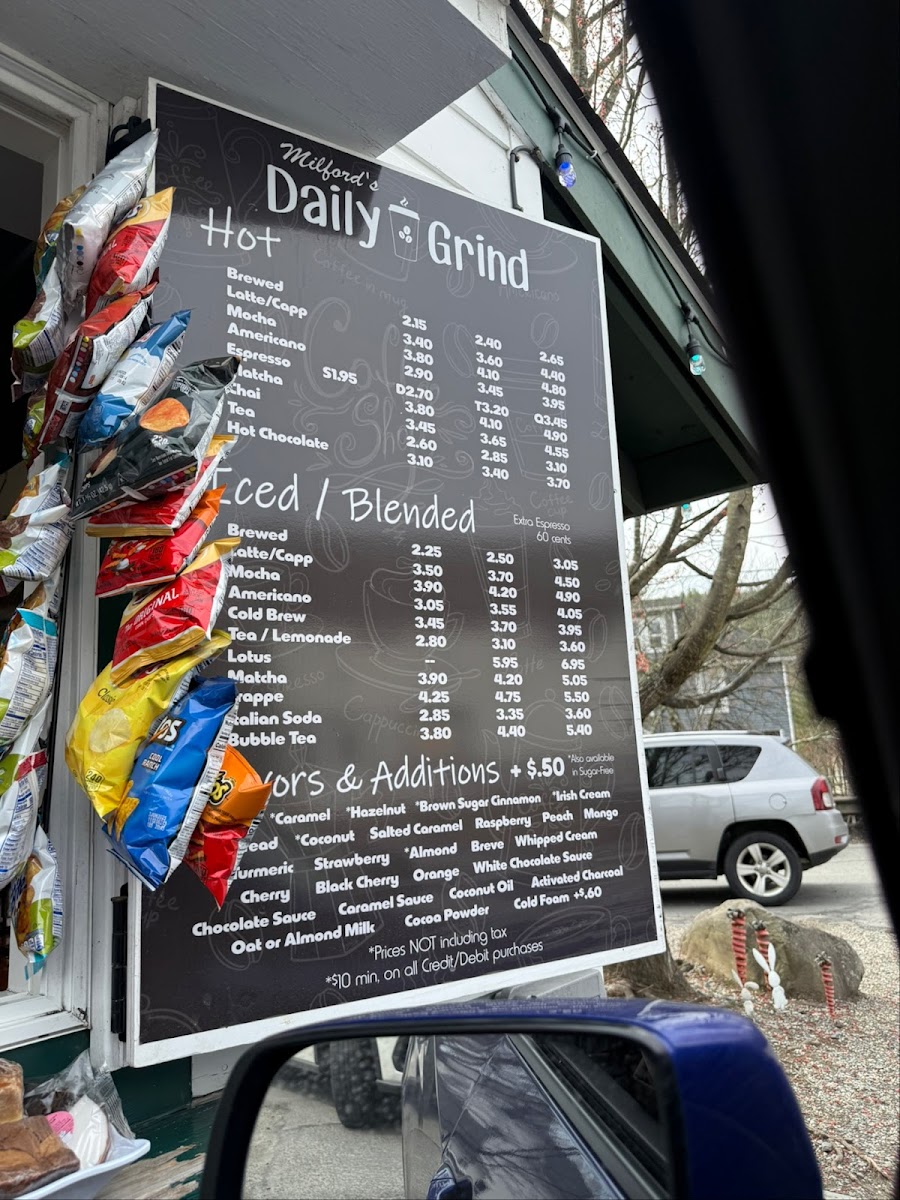 Milford's
Daily Grind
Hot
Brewed 2.15 2.40 2.65
Latte/Capp 3.40 3.60 4.40
Mocha 3.80 4.10 4.80
Americano 2.90 3.45 3.95
Espresso S1.95 D2.70 T3.20 Q3.45
Matcha 3.80 4.10 4.90
Chai 3.45 3.65 4.55
Tea 2.60 2.85 3.10
Hot Chocolate 3.10 3.40 3.70
Iced / Blended
Extra Espresso
60 cents
Brewed 2.25 2.50 3.05
Latte/Capp 3.50 3.70 4.50
Mocha 3.90 4.20 4.90
Americano 3.05 3.55 4.05
Cold Brew 3.45 3.70 3.95
Tea / Lemonade 2.80 3.10 3.60
Lotus -- 5.95 6.95
Matcha 3.90 4.20 5.05
rappe 4.25 4.75 5.50
talian Soda 2.85 3.35 3.60
Bubble Tea 3.80 4.40 5.40
vors & Additions + $.50 *Also available
in Sugar-Free
*Caramel *Hazelnut *Brown Sugar Cinnamon *Irish Cream
ead *Coconut Salted Caramel Raspberry Peach Mango
urmeric Strawberry *Almond Breve Whipped Cream
Cherry Black Cherry Orange White Chocolate Sauce
Chocolate Sauce Caramel Sauce Coconut Oil Activated Charcoal
Oat or Almond Milk Cocoa Powder Cold Foam +$.60
*Prices NOT including tax
*$10 min, on all Credit/Debit purchases
ORIGINAL
Classic
COOL
RANCH